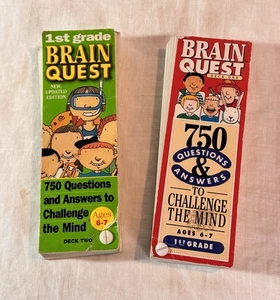 1st grade
BRAIN
QUEST
NEW,
UPDATED
EDITION
750 Questions
and Answers to
Challenge
the Mind
Ages
6-7
DECK TWO
BRAIN
QUEST
DECK ONE
750
QUESTIONS
&
ANSWERS
TO
CHALLENGE
THE MIND
AGES 6-7
1ST GRADE